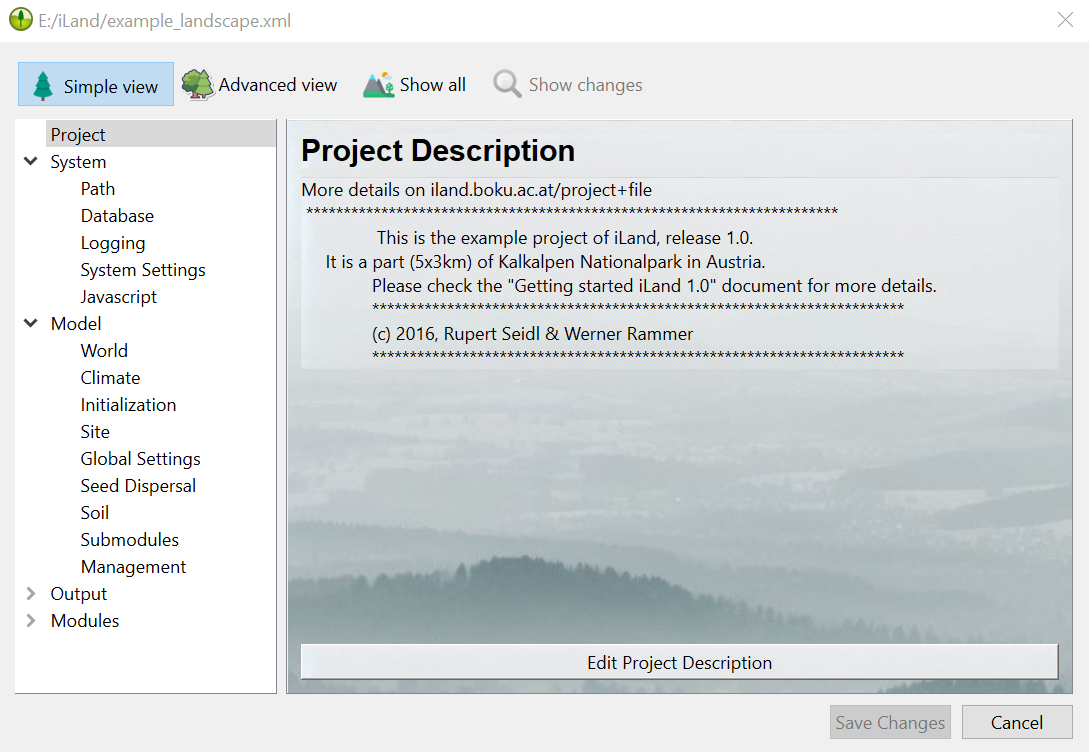 E:/iLand/example_landscape.xml
Simple view
Advanced view
Show all
Show changes
Project
System
Path
Database
Logging
System Settings
Javascript
Model
World
Climate
Initialization
Site
Global Settings
Seed Dispersal
Soil
Submodules
Management
Output
Modules
Project Description
More details on iland.boku.ac.at/project+file
***********************************************************************
This is the example project of iLand, release 1.0.
It is a part (5x3km) of Kalkalpen Nationalpark in Austria.
Please check the "Getting started iLand 1.0" document for more details.
***********************************************************************
(c) 2016, Rupert Seidl & Werner Rammer
***********************************************************************
Edit Project Description
Save Changes
Cancel